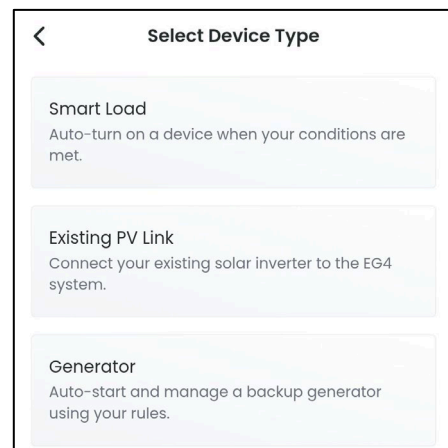 Select Device Type
Smart Load
Auto-turn on a device when your conditions are
met.
Existing PV Link
Connect your existing solar inverter to the EG4
system.
Generator
Auto-start and manage a backup generator
using your rules.